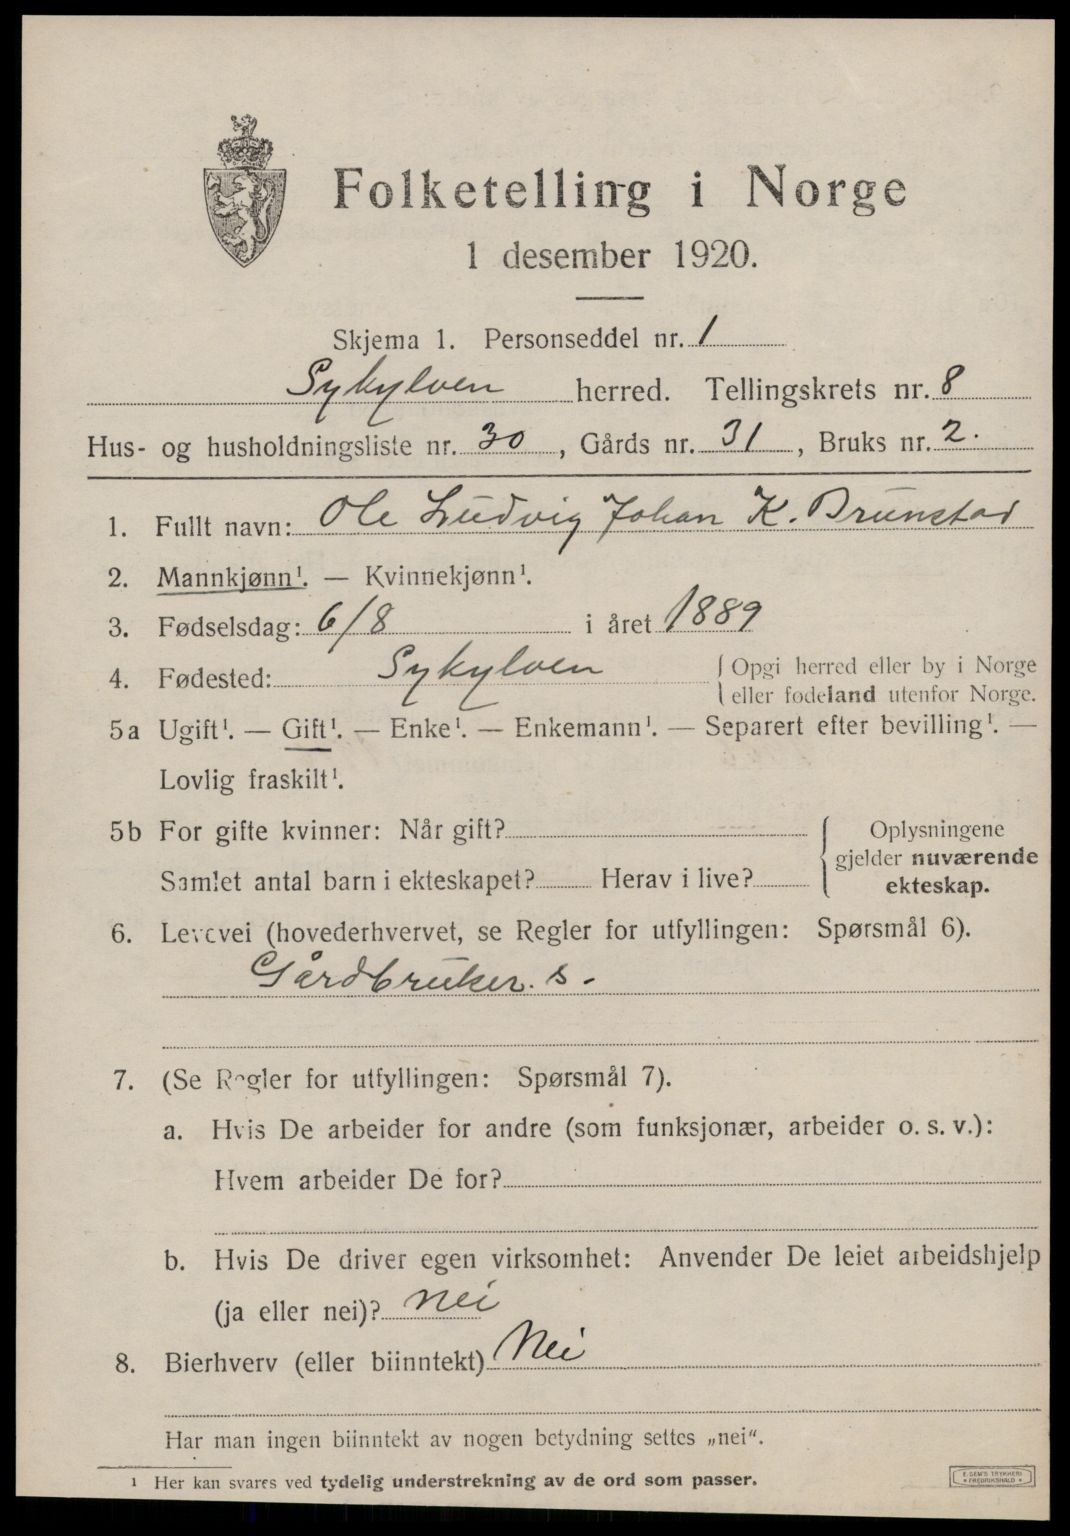 Folketelling i Norge
1 desember 1920.
Skjema 1. Personseddel nr. 1
Sykylven herred. Tellingskrets nr. 8
Hus- og husholdningsliste nr. 30, Gårds nr. 31, Bruks nr. 2.
1. Fullt navn: Ole Ludvig Johan K. Brunstad
2. Mannkjønn¹. — Kvinnekjønn¹.
3. Fødselsdag: 6/8 i året 1889
4. Fødested: Sykylven { Opgi herred eller by i Norge
eller fødeland utenfor Norge.
5a Ugift¹. — Gift¹. — Enke¹. — Enkemann¹. — Separert efter bevilling¹. —
Lovlig fraskilt¹.
5b For gifte kvinner: Når gift?
Samlet antal barn i ekteskapet? Herav i live?
Oplysningene
gjelder nuværende
ekteskap.
6. Levevei (hovederhvervet, se Regler for utfyllingen: Spørsmål 6).
Gårdbruker. s.
7. (Se Regler for utfyllingen: Spørsmål 7).
a. Hvis De arbeider for andre (som funksjonær, arbeider o. s. v.):
Hvem arbeider De for?
b. Hvis De driver egen virksomhet: Anvender De leiet arbeidshjelp
(ja eller nei)? nei
8. Bierhverv (eller biinntekt) Nei
Har man ingen biinntekt av nogen betydning settes „nei“.
¹ Her kan svares ved tydelig understrekning av de ord som passer.
E. SEM'S TRYKKERI
• FREDRIKSHALD •